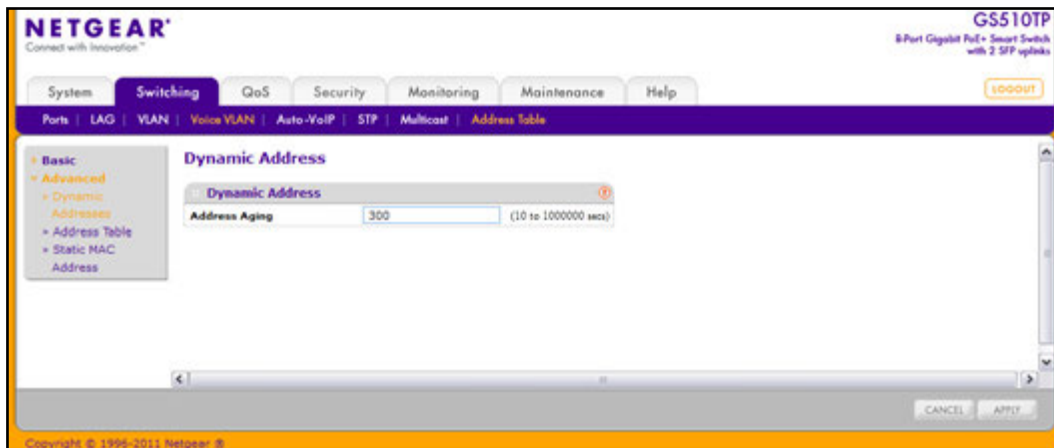 NETGEAR®
Connect with Innovation™
GS510TP
8-Port Gigabit PoE+ Smart Switch
with 2 SFP uplinks
System Switching QoS Security Monitoring Maintenance Help LOGOUT
Ports | LAG | VLAN | Voice VLAN | Auto-VoIP | STP | Multicast | Address Table
Basic
Advanced
Dynamic
Addresses
Address Table
Static MAC
Address
Dynamic Address
Dynamic Address
Address Aging 300 (10 to 1000000 secs)
CANCEL APPLY
Copyright © 1996-2011 Netgear ®